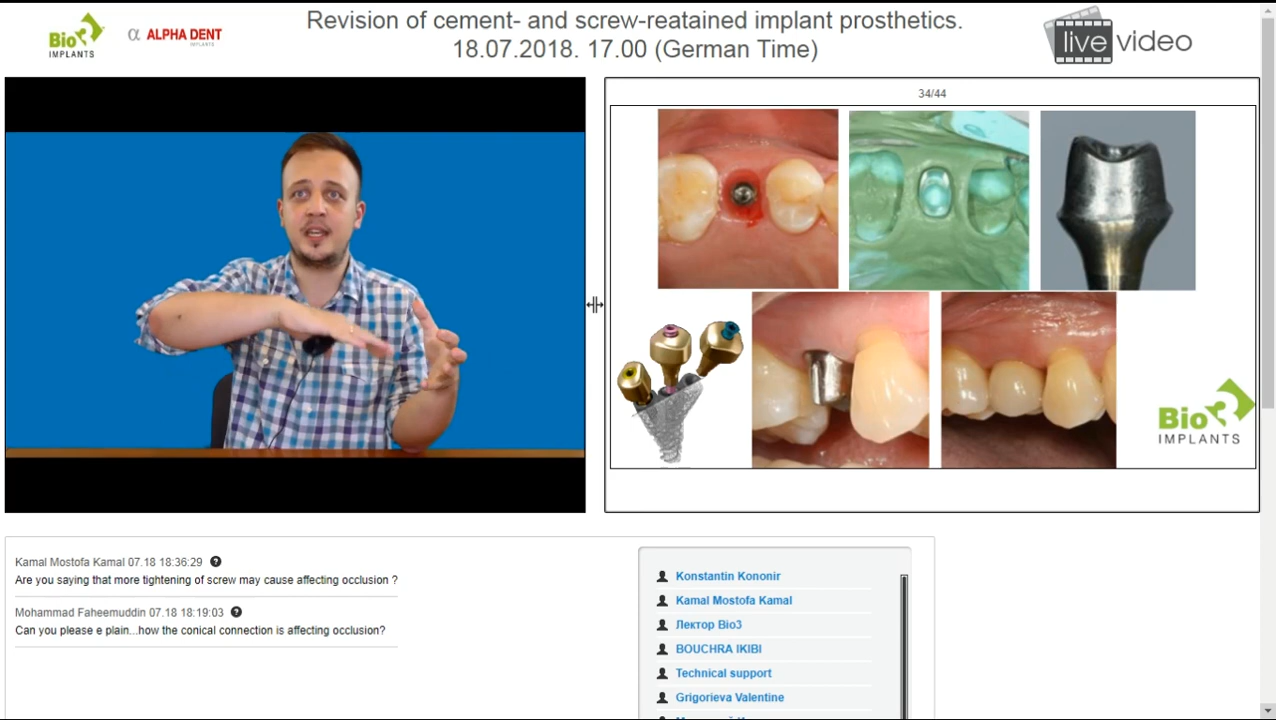 Bio3
IMPLANTS
α ALPHA DENT
IMPLANTS
Revision of cement- and screw-reatained implant prosthetics.
18.07.2018. 17.00 (German Time)
live video
34/44
Bio3
IMPLANTS
Kamal Mostofa Kamal 07.18 18:36:29 ?
Are you saying that more tightening of screw may cause affecting occlusion ?
Mohammad Faheemuddin 07.18 18:19:03 ?
Can you please e plain...how the conical connection is affecting occlusion?
Konstantin Kononir
Kamal Mostofa Kamal
Лектор Bio3
BOUCHRA IKIBI
Technical support
Grigorieva Valentine